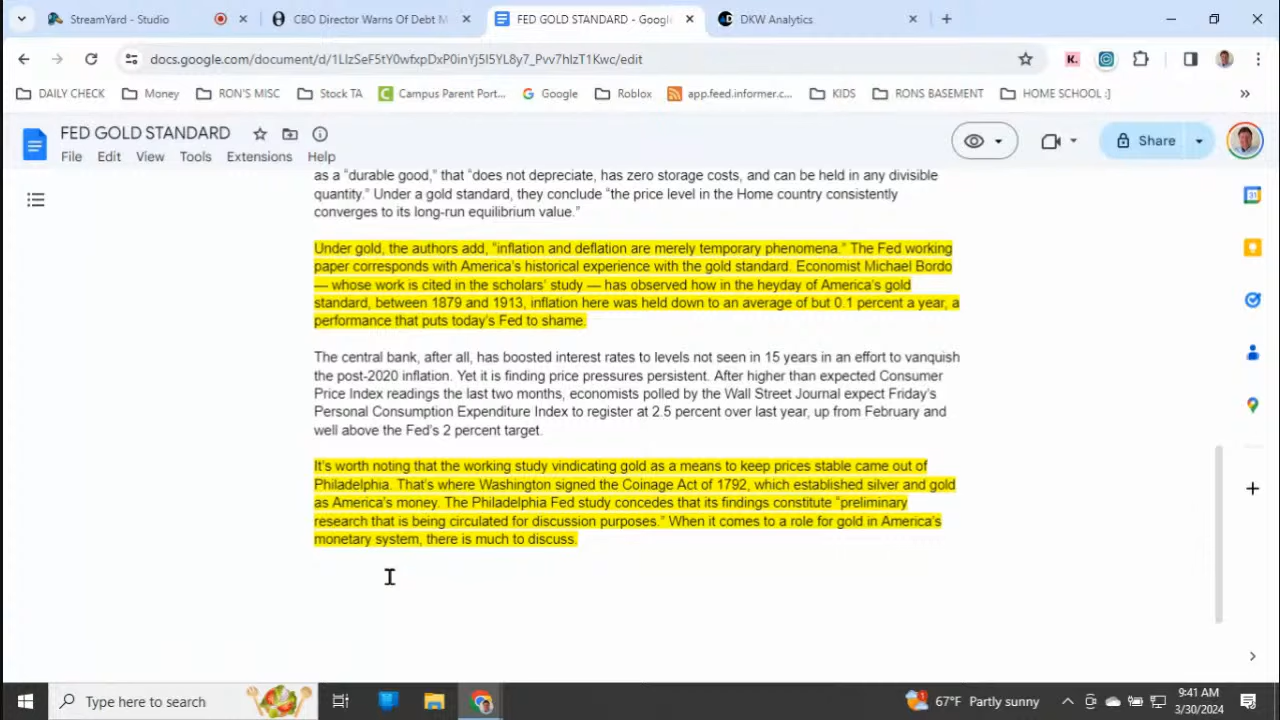 StreamYard - Studio
CBO Director Warns Of Debt M
FED GOLD STANDARD - Google
DKW Analytics
docs.google.com/document/d/1LIzSeF5tY0wfxpDxP0inYj5I5YL8y7_Pvv7hIzT1Kwc/edit
DAILY CHECK Money RON'S MISC Stock TA Campus Parent Port... Google Roblox app.feed.informer.c... KIDS RONS BASEMENT HOME SCHOOL :]
FED GOLD STANDARD
Share
File Edit View Tools Extensions Help
as a “durable good,” that “does not depreciate, has zero storage costs, and can be held in any divisible
quantity.” Under a gold standard, they conclude “the price level in the Home country consistently
converges to its long-run equilibrium value.”
Under gold, the authors add, “inflation and deflation are merely temporary phenomena.” The Fed working
paper corresponds with America’s historical experience with the gold standard. Economist Michael Bordo
— whose work is cited in the scholars’ study — has observed how in the heyday of America’s gold
standard, between 1879 and 1913, inflation here was held down to an average of but 0.1 percent a year, a
performance that puts today’s Fed to shame.
The central bank, after all, has boosted interest rates to levels not seen in 15 years in an effort to vanquish
the post-2020 inflation. Yet it is finding price pressures persistent. After higher than expected Consumer
Price Index readings the last two months, economists polled by the Wall Street Journal expect Friday’s
Personal Consumption Expenditure Index to register at 2.5 percent over last year, up from February and
well above the Fed’s 2 percent target.
It’s worth noting that the working study vindicating gold as a means to keep prices stable came out of
Philadelphia. That’s where Washington signed the Coinage Act of 1792, which established silver and gold
as America’s money. The Philadelphia Fed study concedes that its findings constitute “preliminary
research that is being circulated for discussion purposes.” When it comes to a role for gold in America’s
monetary system, there is much to discuss.
Type here to search
67°F Partly sunny
9:41 AM
3/30/2024